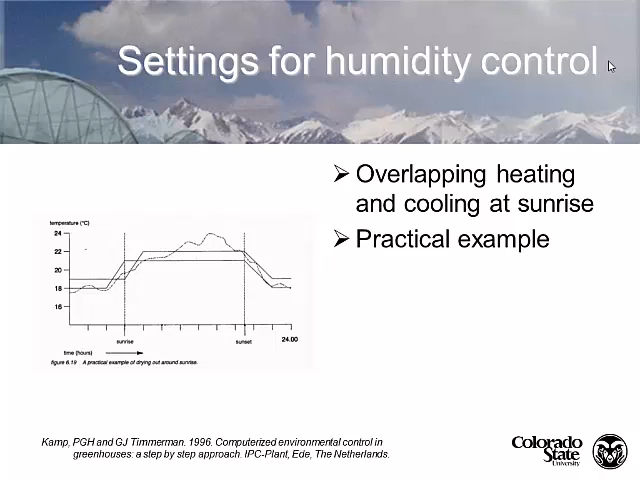 Settings for humidity control
➢ Overlapping heating
and cooling at sunrise
➢ Practical example
temperature (°C)
24
22
20
18
16
sunrise
sunset
24.00
time (hours)
figure 6.19 A practical example of drying out around sunrise.
Kamp, PGH and GJ Timmerman. 1996. Computerized environmental control in
greenhouses: a step by step approach. IPC-Plant, Ede, The Netherlands.
Colorado
State
University